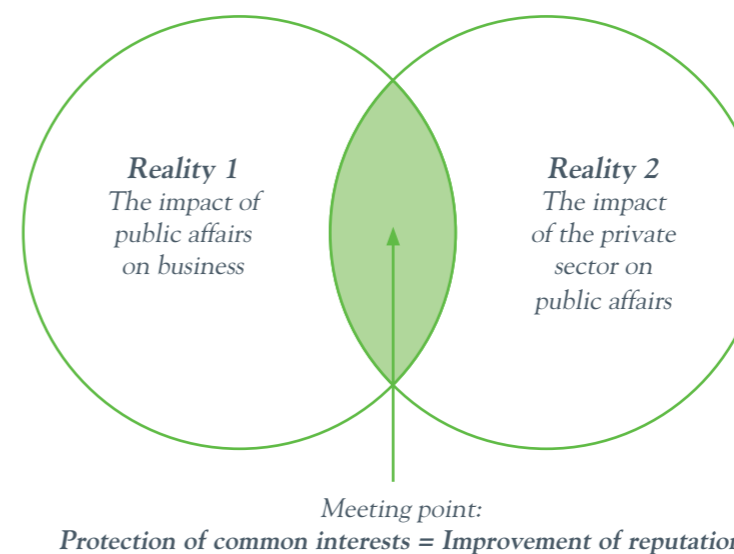 Reality 1
The impact of
public affairs
on business
Reality 2
The impact
of the private
sector on
public affairs
Meeting point:
Protection of common interests = Improvement of reputation